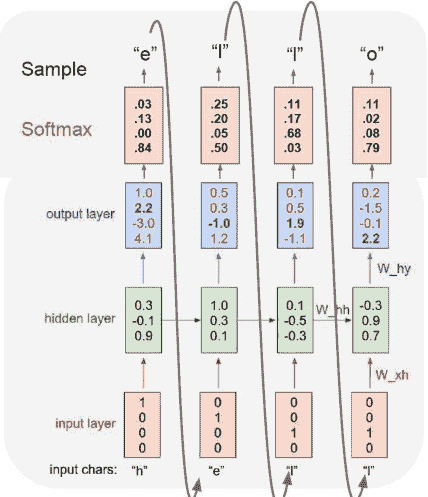 "e" "l" "l" "o"
Sample
Softmax
.03 .25 .11 .11
.13 .20 .17 .02
.00 .05 .68 .08
.84 .50 .03 .79
output layer
1.0 0.5 0.1 0.2
2.2 0.3 0.5 -1.5
-3.0 -1.0 1.9 -0.1
4.1 1.2 -1.1 2.2
W_hy
hidden layer
0.3 1.0 0.1 -0.3
-0.1 0.3 -0.5 0.9
0.9 0.1 -0.3 0.7
W_hh
W_xh
input layer
1 0 0 0
0 1 0 0
0 0 1 1
0 0 0 0
input chars: "h" "e" "l" "l"